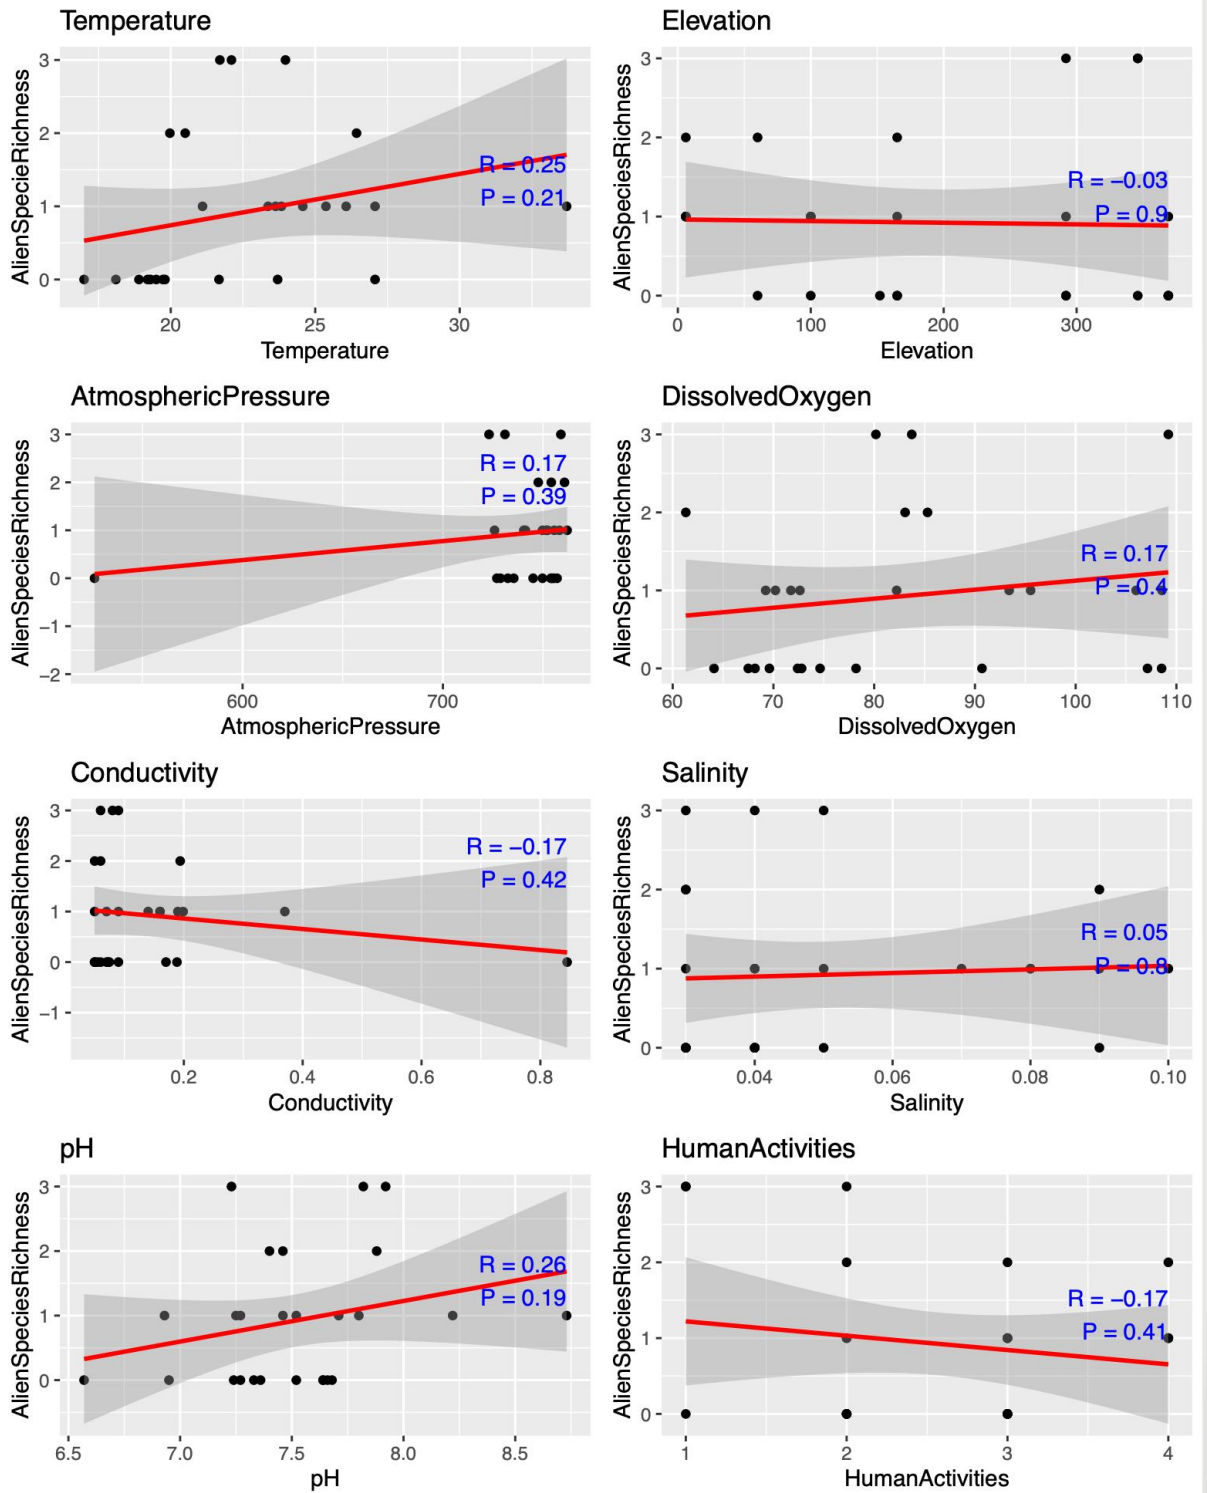 Temperature
AlienSpecieRichness
3
2
1
0
R = 0.25
P = 0.21
20 25 30
Temperature
Elevation
AlienSpeciesRichness
3
2
1
0
R = −0.03
P = 0.9
0 100 200 300
Elevation
AtmosphericPressure
AlienSpeciesRichness
3
2
1
0
−1
−2
R = 0.17
P = 0.39
600 700
AtmosphericPressure
DissolvedOxygen
AlienSpeciesRichness
3
2
1
0
R = 0.17
P = 0.4
60 70 80 90 100 110
DissolvedOxygen
Conductivity
AlienSpeciesRichness
3
2
1
0
−1
R = −0.17
P = 0.42
0.2 0.4 0.6 0.8
Conductivity
Salinity
AlienSpeciesRichness
3
2
1
0
R = 0.05
P = 0.8
0.04 0.06 0.08 0.10
Salinity
pH
AlienSpeciesRichness
3
2
1
0
R = 0.26
P = 0.19
6.5 7.0 7.5 8.0 8.5
pH
HumanActivities
AlienSpeciesRichness
3
2
1
0
R = −0.17
P = 0.41
1 2 3 4
HumanActivities